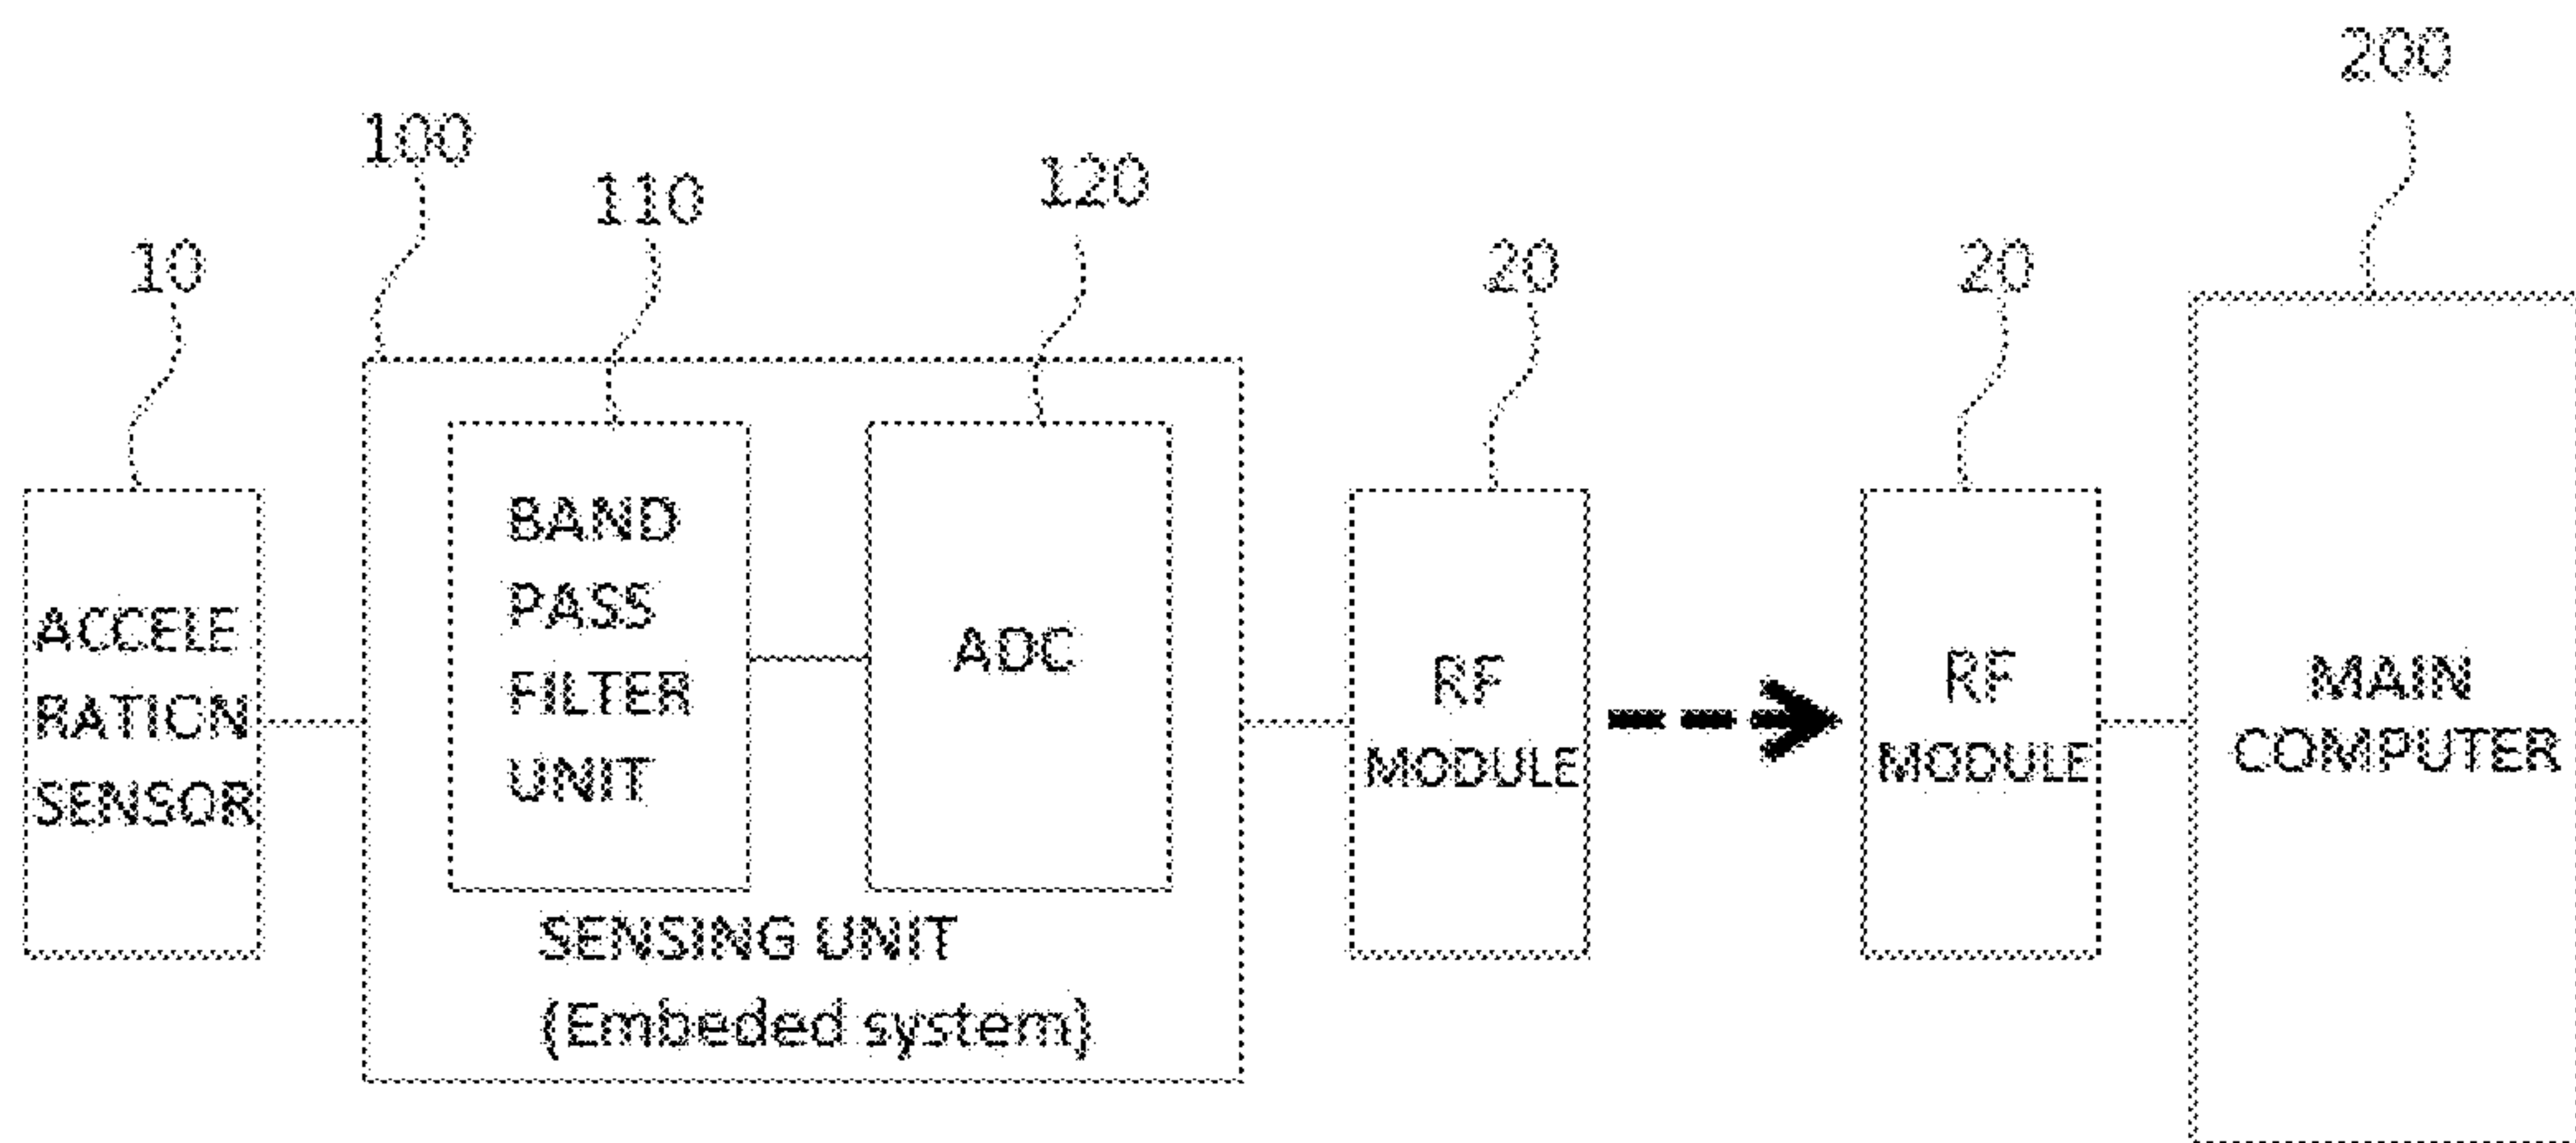 200
100
120
110
10
20
20
BAND
PASS
FILTER
UNIT
ADC
ACCELE
RATION
SENSOR
RF
MODULE
RF
MODULE
MAIN
COMPUTER
SENSING UNIT
(Embeded system)